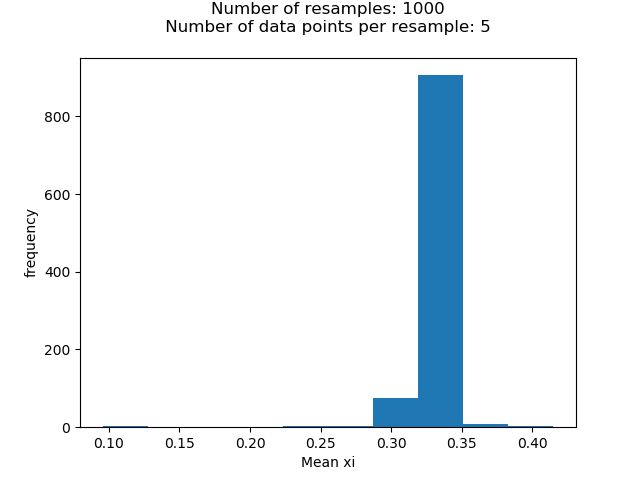 Number of resamples: 1000
Number of data points per resample: 5
800
600
400
200
0
frequency
0.10 0.15 0.20 0.25 0.30 0.35 0.40
Mean xi